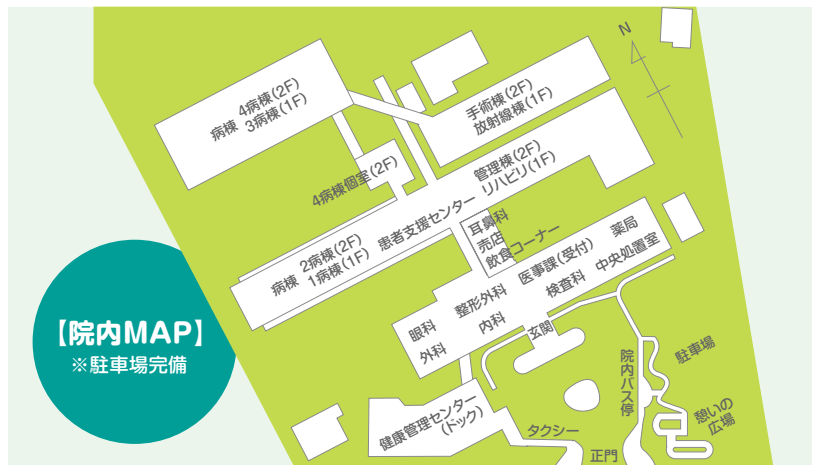 N
4病棟(2F)
病棟 3病棟(1F)
手術棟(2F)
放射線棟(1F)
4病棟個室(2F)
管理棟(2F)
リハビリ(1F)
2病棟(2F)
病棟 1病棟(1F)
患者支援センター
耳鼻科
売店
飲食コーナー
眼科
整形外科
医事課(受付)
薬局
外科
内科
検査科
中央処置室
玄関
【院内MAP】
※駐車場完備
院内バス停
駐車場
憩いの
広場
健康管理センター
(ドック)
タクシー
正門